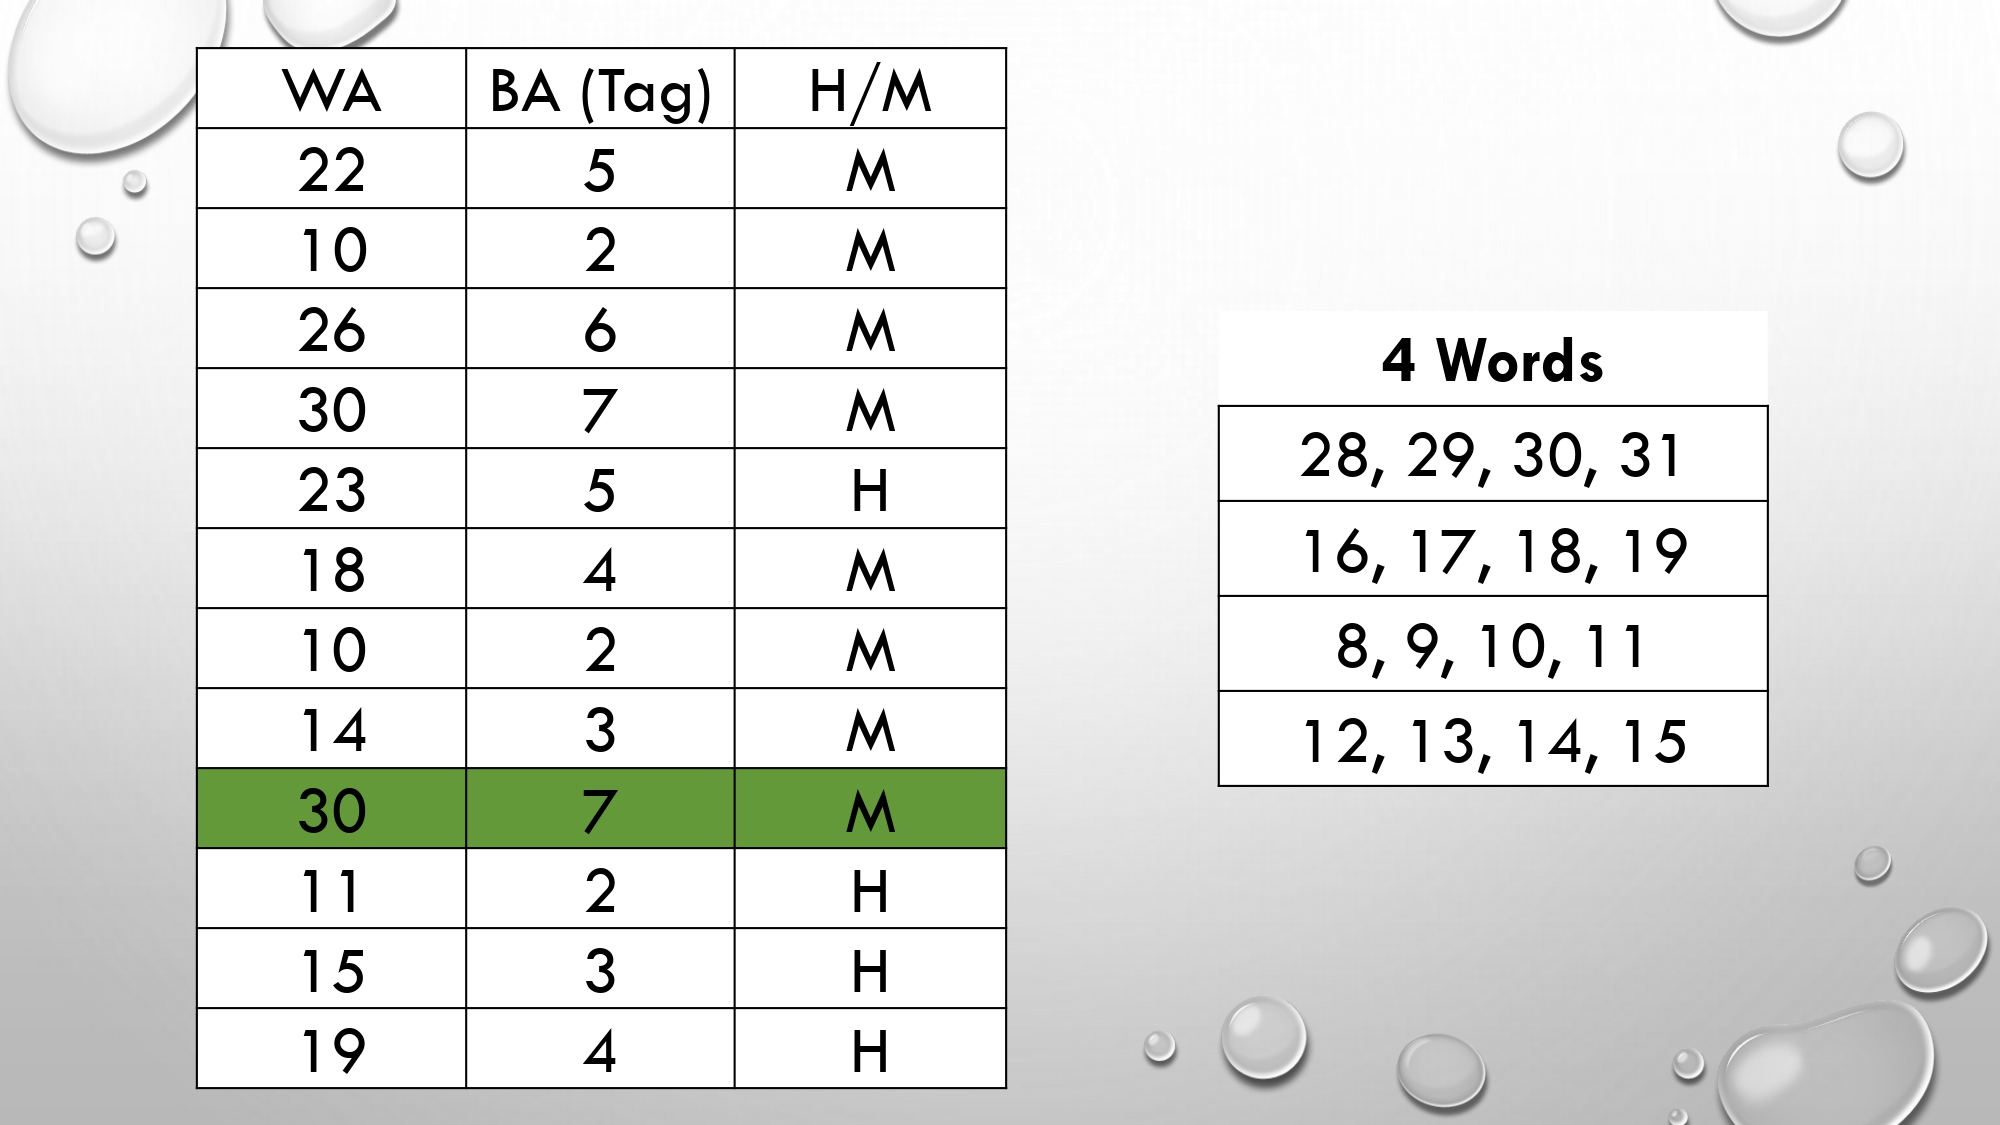 WA BA (Tag) H/M
22 5 M
10 2 M
26 6 M
30 7 M
23 5 H
18 4 M
10 2 M
14 3 M
30 7 M
11 2 H
15 3 H
19 4 H
4 Words
28, 29, 30, 31
16, 17, 18, 19
8, 9, 10, 11
12, 13, 14, 15